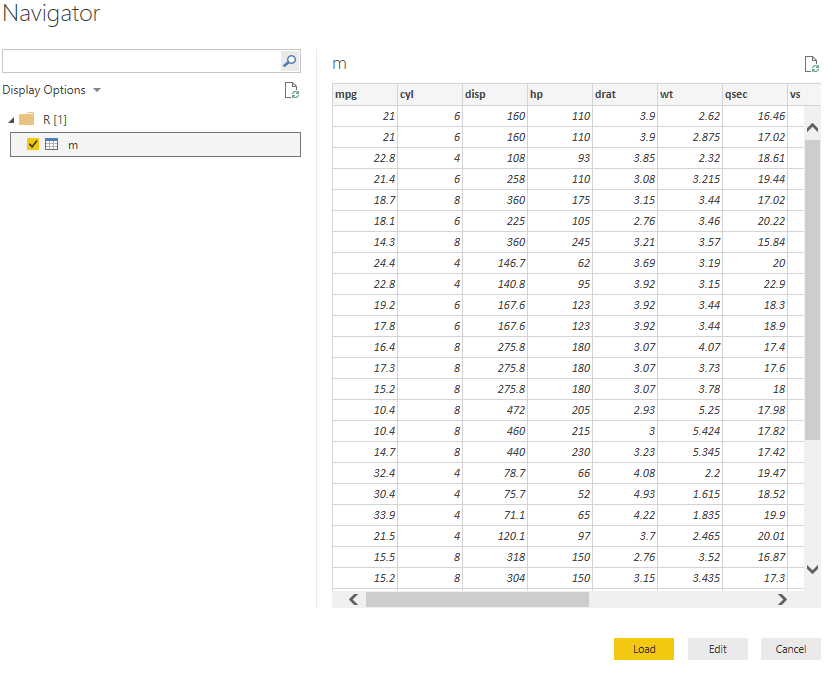 Navigator
Display Options
R [1]
m
m
mpg cyl disp hp drat wt qsec vs
21 6 160 110 3.9 2.62 16.46
21 6 160 110 3.9 2.875 17.02
22.8 4 108 93 3.85 2.32 18.61
21.4 6 258 110 3.08 3.215 19.44
18.7 8 360 175 3.15 3.44 17.02
18.1 6 225 105 2.76 3.46 20.22
14.3 8 360 245 3.21 3.57 15.84
24.4 4 146.7 62 3.69 3.19 20
22.8 4 140.8 95 3.92 3.15 22.9
19.2 6 167.6 123 3.92 3.44 18.3
17.8 6 167.6 123 3.92 3.44 18.9
16.4 8 275.8 180 3.07 4.07 17.4
17.3 8 275.8 180 3.07 3.73 17.6
15.2 8 275.8 180 3.07 3.78 18
10.4 8 472 205 2.93 5.25 17.98
10.4 8 460 215 3 5.424 17.82
14.7 8 440 230 3.23 5.345 17.42
32.4 4 78.7 66 4.08 2.2 19.47
30.4 4 75.7 52 4.93 1.615 18.52
33.9 4 71.1 65 4.22 1.835 19.9
21.5 4 120.1 97 3.7 2.465 20.01
15.5 8 318 150 2.76 3.52 16.87
15.2 8 304 150 3.15 3.435 17.3
Load Edit Cancel